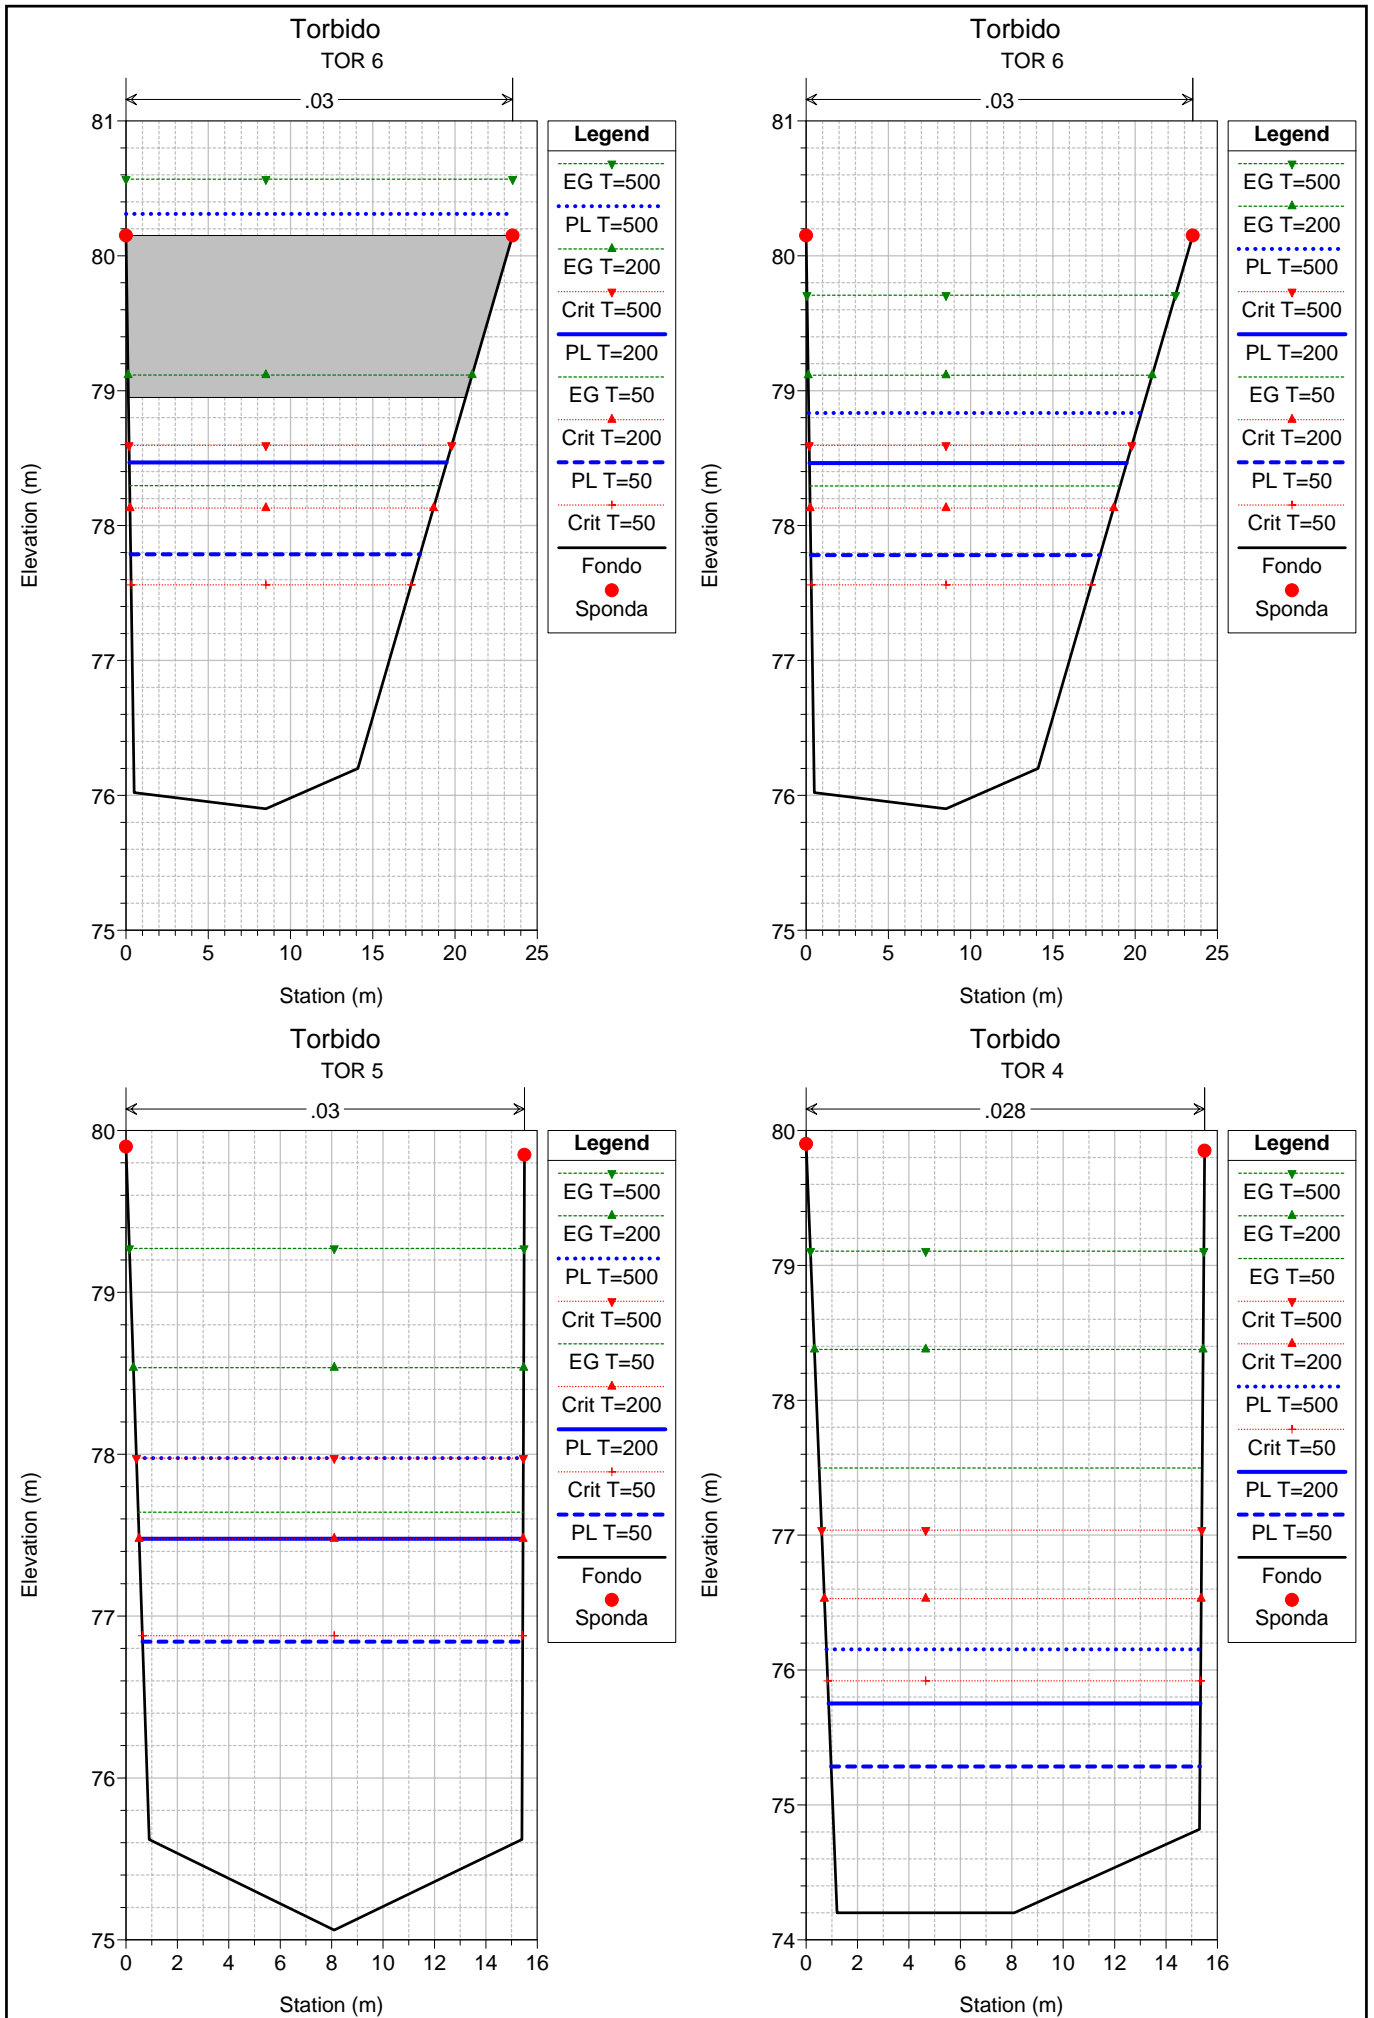 Torbido
TOR 6
.03
81
80
79
78
77
76
75
Elevation (m)
0 5 10 15 20 25
Station (m)
Legend
EG T=500
PL T=500
EG T=200
Crit T=500
PL T=200
EG T=50
Crit T=200
PL T=50
Crit T=50
Fondo
Sponda
Torbido
TOR 6
.03
81
80
79
78
77
76
75
Elevation (m)
0 5 10 15 20 25
Station (m)
Legend
EG T=500
EG T=200
PL T=500
Crit T=500
PL T=200
EG T=50
Crit T=200
PL T=50
Crit T=50
Fondo
Sponda
Torbido
TOR 5
.03
80
79
78
77
76
75
Elevation (m)
0 2 4 6 8 10 12 14 16
Station (m)
Legend
EG T=500
EG T=200
PL T=500
Crit T=500
EG T=50
Crit T=200
PL T=200
Crit T=50
PL T=50
Fondo
Sponda
Torbido
TOR 4
.028
80
79
78
77
76
75
74
Elevation (m)
0 2 4 6 8 10 12 14 16
Station (m)
Legend
EG T=500
EG T=200
EG T=50
Crit T=500
Crit T=200
PL T=500
Crit T=50
PL T=200
PL T=50
Fondo
Sponda